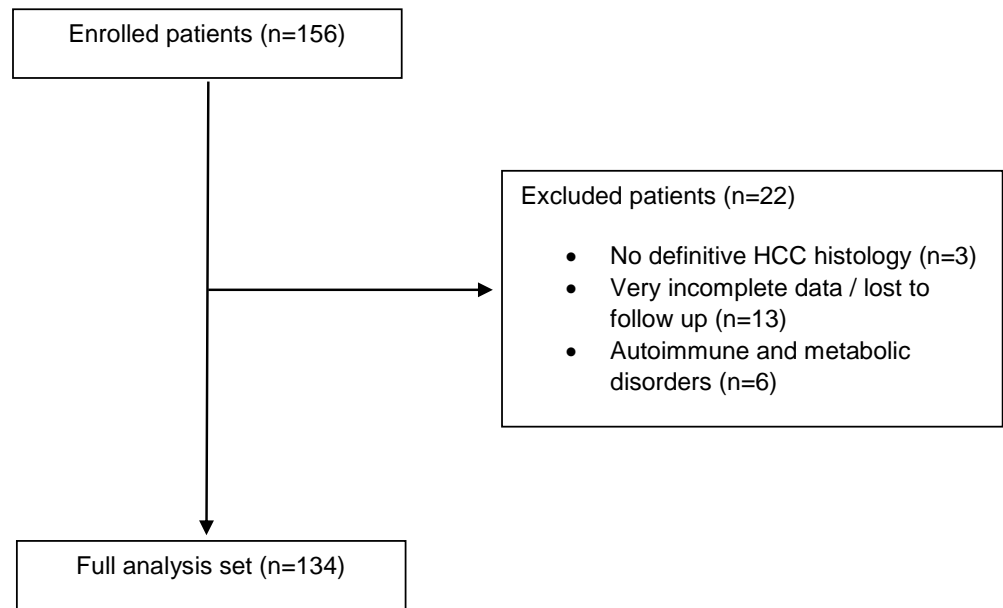 Enrolled patients (n=156)
Excluded patients (n=22)
• No definitive HCC histology (n=3)
• Very incomplete data / lost to
follow up (n=13)
• Autoimmune and metabolic
disorders (n=6)
Full analysis set (n=134)